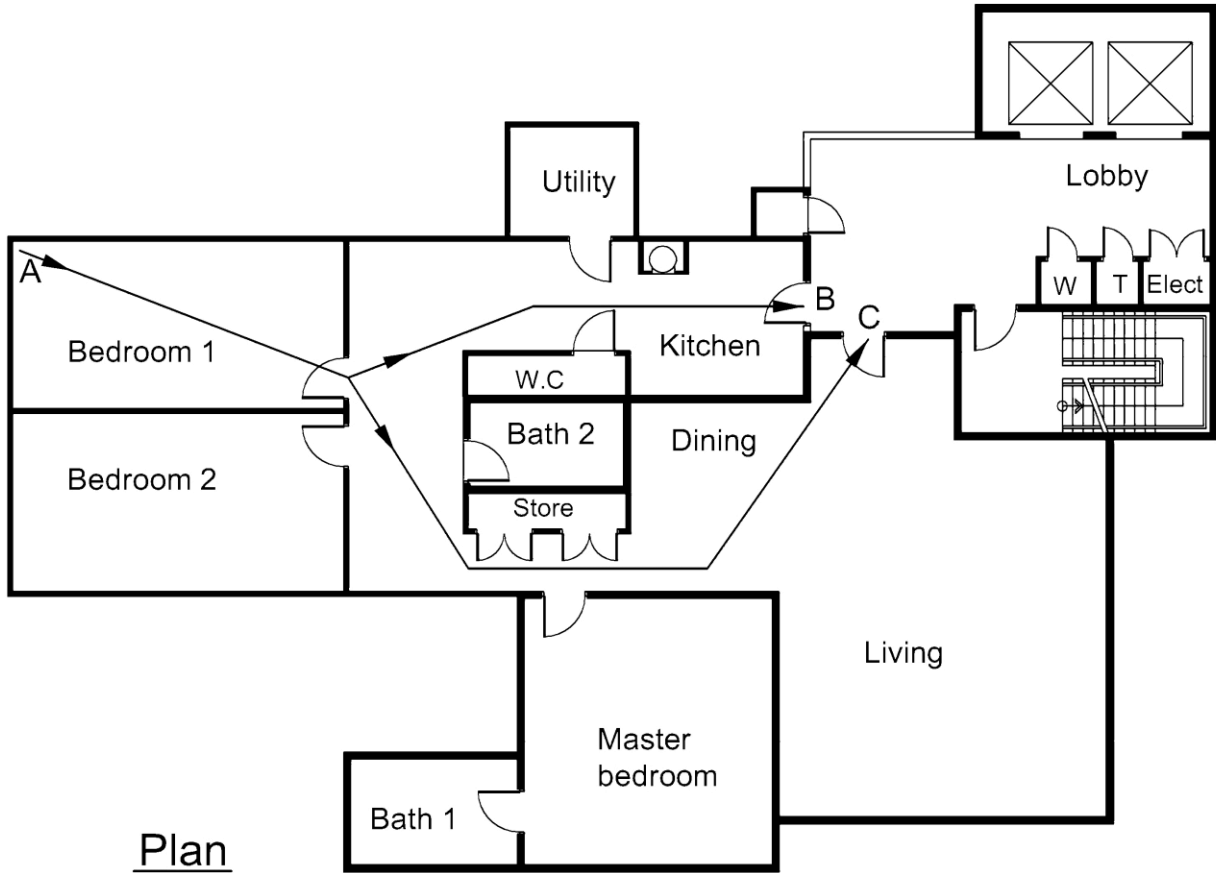 Utility
Lobby
A
W
T
Elect
B
C
Bedroom 1
Kitchen
W.C
Bath 2
Dining
Bedroom 2
Store
Living
Master
bedroom
Bath 1
Plan